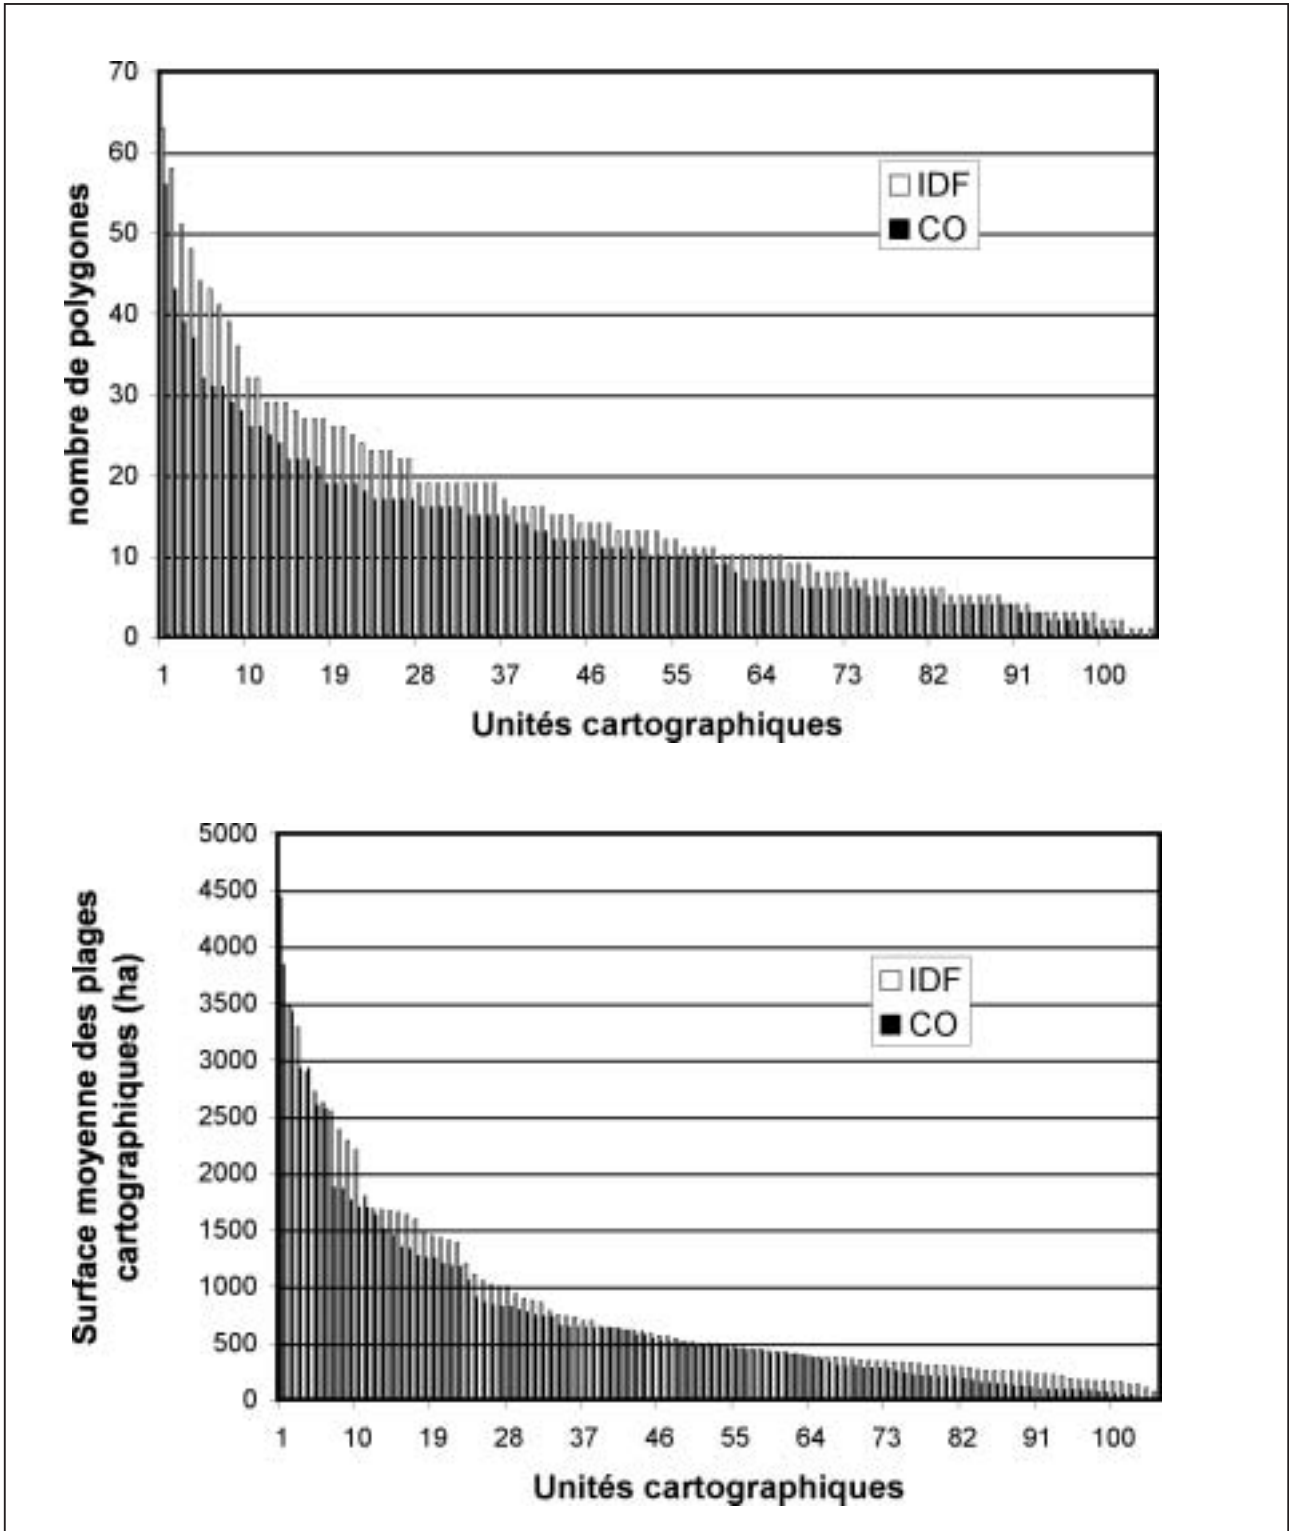 70
60
50
40
30
20
10
0
nombre de polygones
IDF
CO
1 10 19 28 37 46 55 64 73 82 91 100
Unités cartographiques
5000
4500
4000
3500
3000
2500
2000
1500
1000
500
0
Surface moyenne des plages
cartographiques (ha)
IDF
CO
1 10 19 28 37 46 55 64 73 82 91 100
Unités cartographiques